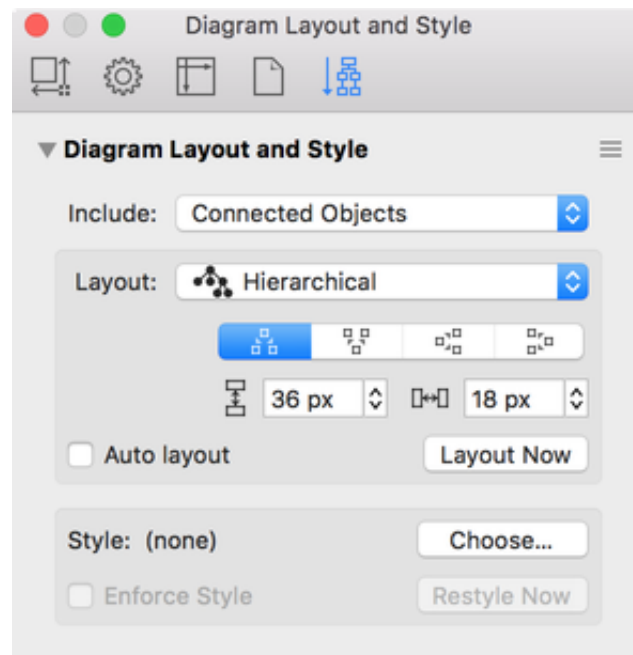 Diagram Layout and Style
Diagram Layout and Style
Include: Connected Objects
Layout: Hierarchical
36 px 18 px
Auto layout Layout Now
Style: (none) Choose...
Enforce Style Restyle Now